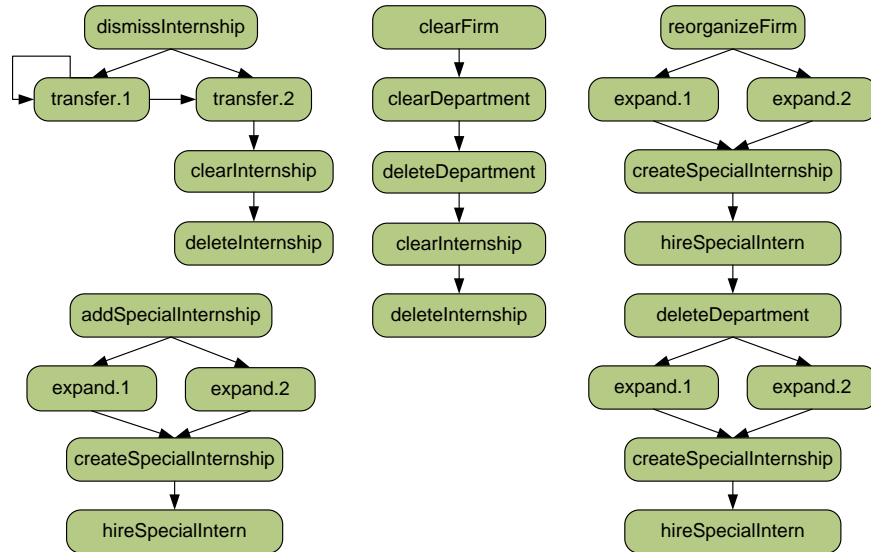 dismissInternship
transfer.1
transfer.2
clearInternship
deleteInternship
addSpecialInternship
expand.1
expand.2
createSpecialInternship
hireSpecialIntern
clearFirm
clearDepartment
deleteDepartment
clearInternship
deleteInternship
reorganizeFirm
expand.1
expand.2
createSpecialInternship
hireSpecialIntern
deleteDepartment
expand.1
expand.2
createSpecialInternship
hireSpecialIntern